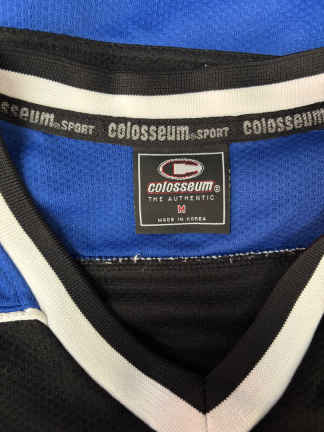 colosseum® SPORT colosseum® SPORT colosseum
colosseum®
THE AUTHENTIC
M
MADE IN KOREA